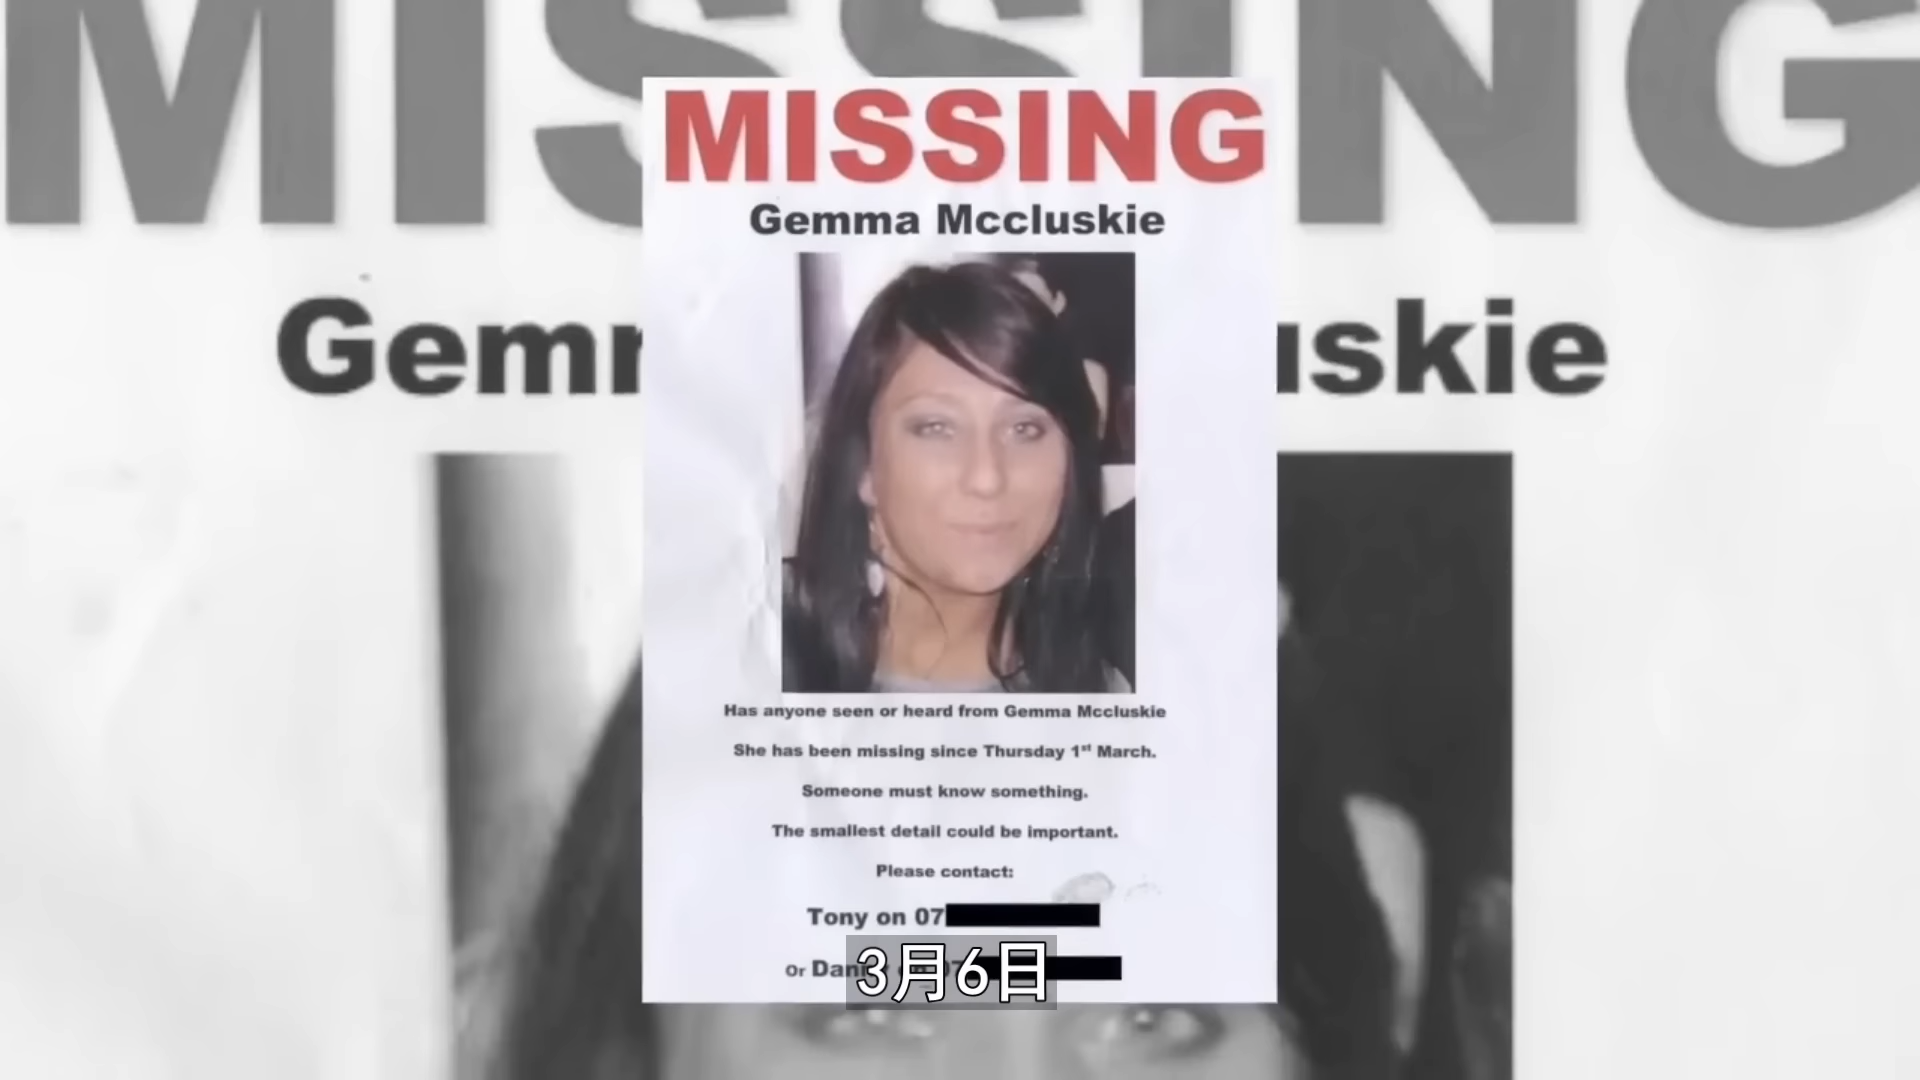 MISSING
Gemma Mccluskie
Has anyone seen or heard from Gemma Mccluskie
She has been missing since Thursday 1st March.
Someone must know something.
The smallest detail could be important.
Please contact:
Tony on 07
or
3月6日